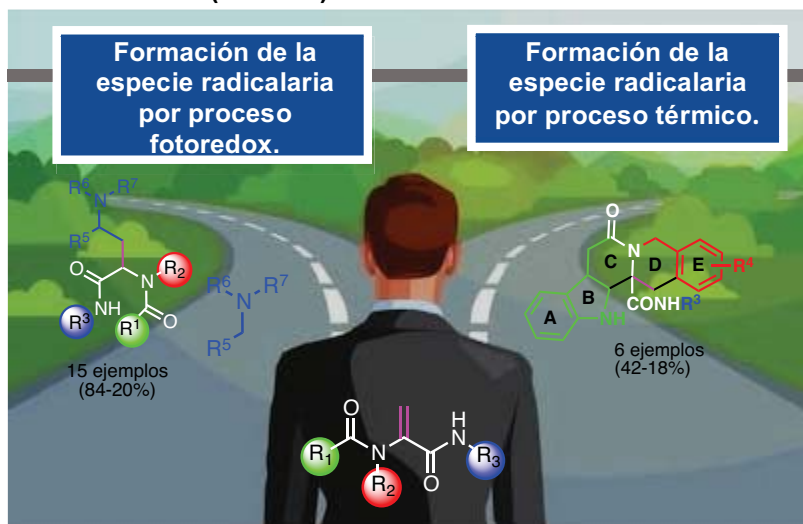 Formación de la
especie radicalaria
por proceso
fotoredox.
Formación de la
especie radicalaria
por proceso térmico.
R⁶ R⁷
N
R⁵
O
N R₂
NH
R³ R¹ O
15 ejemplos
(84-20%)
R⁶ R⁷
N
R⁵
O
N
C D E R⁴
B
CONHR³
A
NH
6 ejemplos
(42-18%)
O H
N
R₁ N R₃
R₂ O